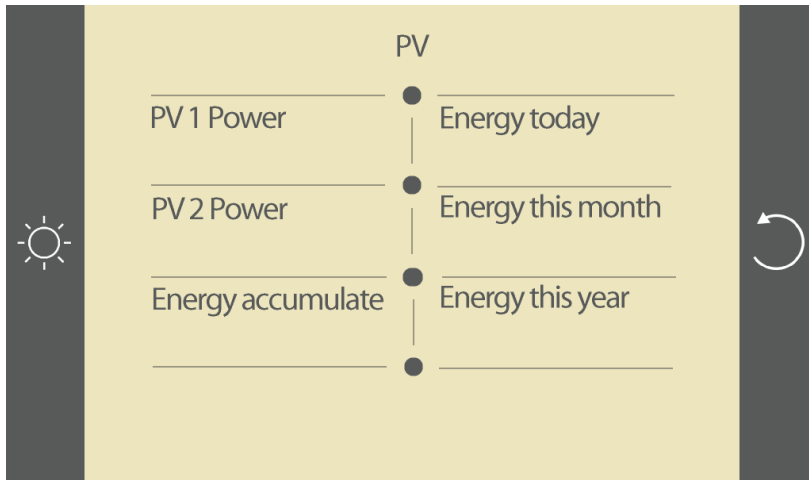 PV
PV 1 Power
Energy today
PV 2 Power
Energy this month
Energy accumulate
Energy this year